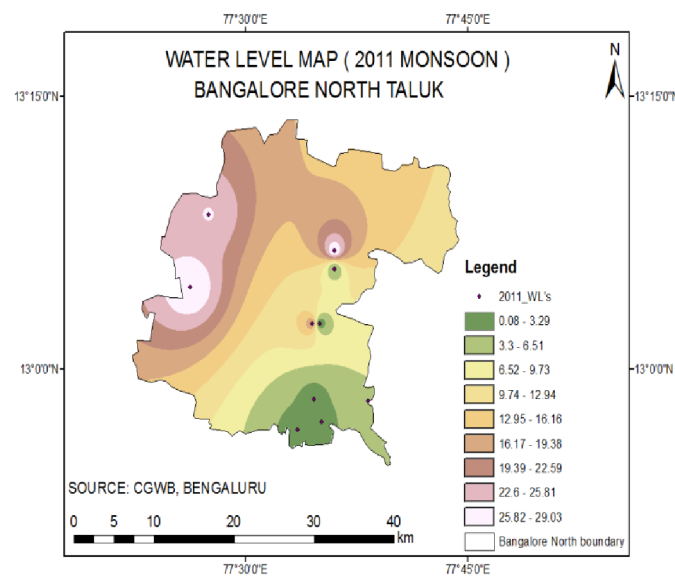 77°30'0"E 77°45'0"E
WATER LEVEL MAP ( 2011 MONSOON )
BANGALORE NORTH TALUK
N
13°15'0"N 13°15'0"N
Legend
2011_WL's
0.08 - 3.29
3.3 - 6.51
6.52 - 9.73
9.74 - 12.94
12.95 - 16.16
16.17 - 19.38
19.39 - 22.59
22.6 - 25.81
25.82 - 29.03
Bangalore North boundary
13°0'0"N 13°0'0"N
SOURCE: CGWB, BENGALURU
0 5 10 20 30 40
km
77°30'0"E 77°45'0"E